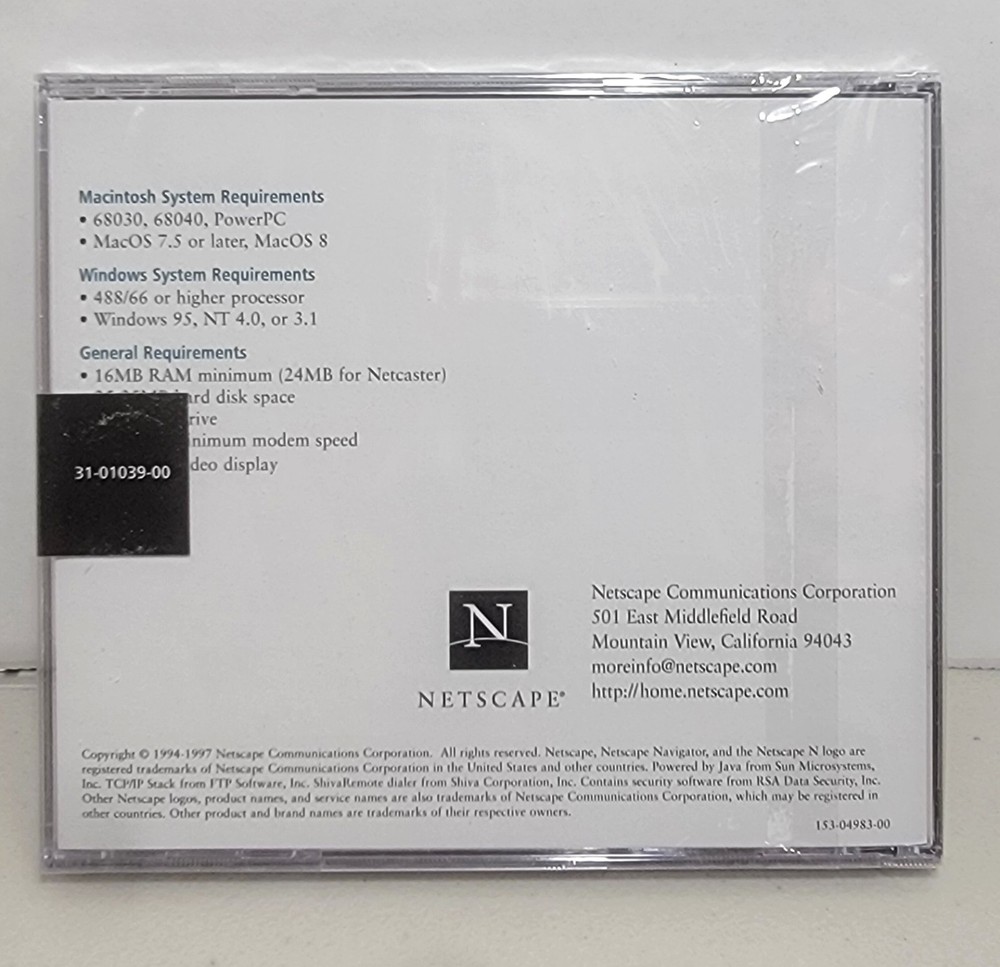 Macintosh System Requirements
• 68030, 68040, PowerPC
• MacOS 7.5 or later, MacOS 8
Windows System Requirements
• 488/66 or higher processor
• Windows 95, NT 4.0, or 3.1
General Requirements
• 16MB RAM minimum (24MB for Netcaster)
disk space
modem speed
display
31-01039-00
N
NETSCAPE®
Netscape Communications Corporation
501 East Middlefield Road
Mountain View, California 94043
moreinfo@netscape.com
http://home.netscape.com
Copyright © 1994-1997 Netscape Communications Corporation. All rights reserved. Netscape, Netscape Navigator, and the Netscape N logo are
registered trademarks of Netscape Communications Corporation in the United States and other countries. Powered by Java from Sun Microsystems,
Inc. TCP/IP Stack from FTP Software, Inc. ShivaRemote dialer from Shiva Corporation, Inc. Contains security software from RSA Data Security, Inc.
Other Netscape logos, product names, and service names are also trademarks of Netscape Communications Corporation, which may be registered in
other countries. Other product and brand names are trademarks of their respective owners.
153-04983-00